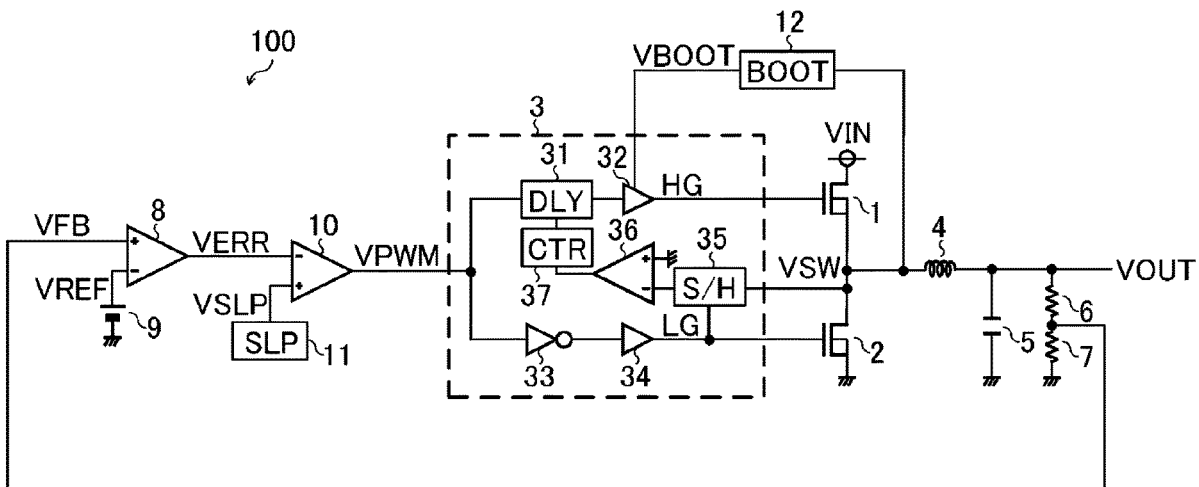 100
12
VBOOT
BOOT
3
VIN
31
32
HG
DLY
1
8
10
36
35
4
VFB
VERR
VPWM
CTR
VSW
VOUT
+
-
-
+
+
-
S/H
6
VREF
VSLP
37
LG
5
7
9
SLP
11
33
34
2